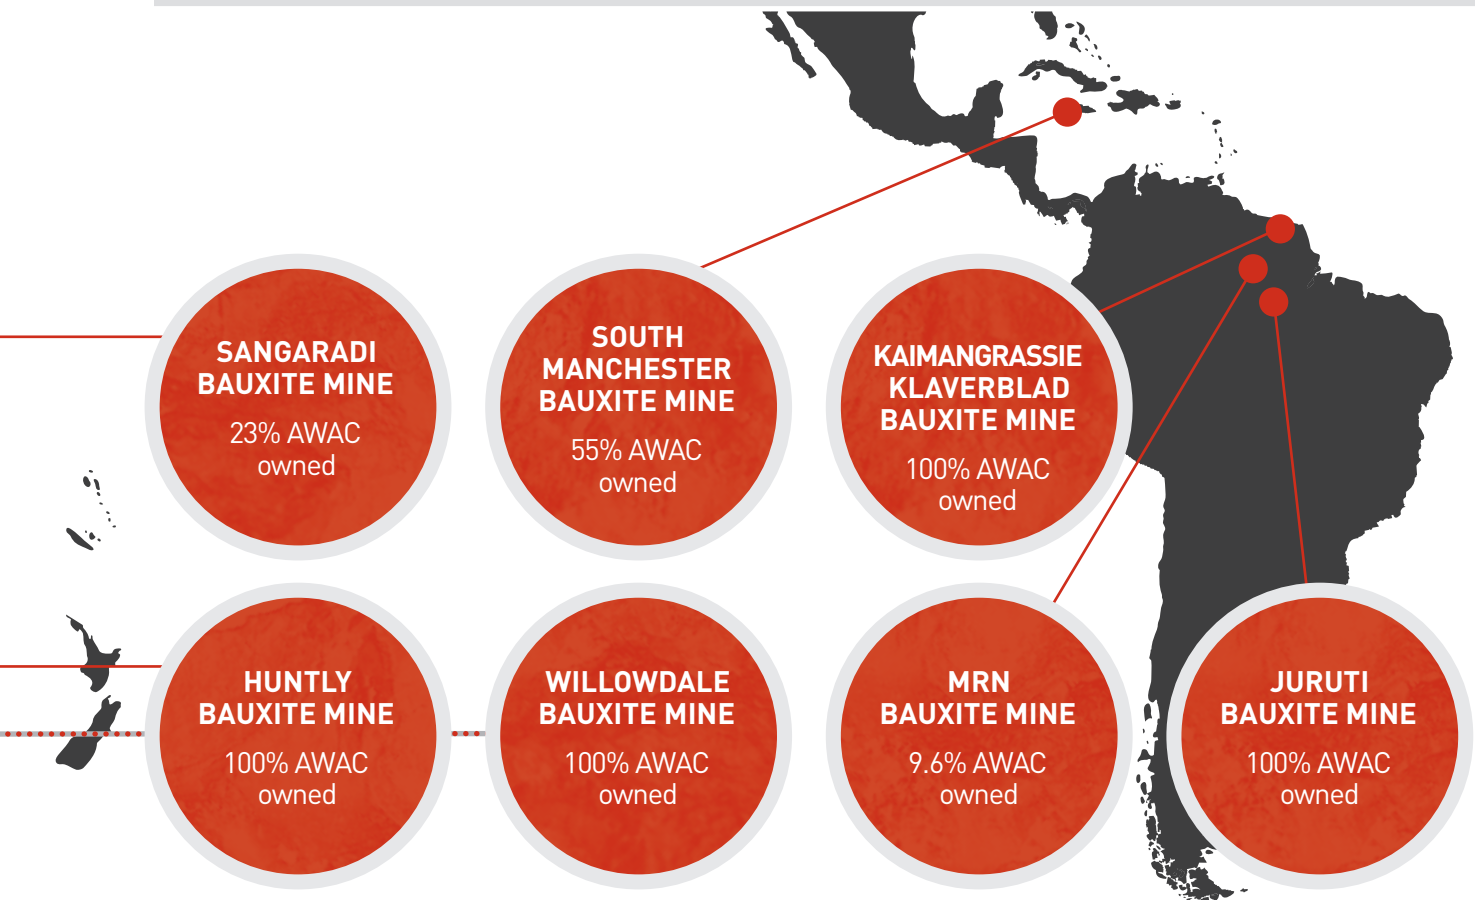 SANGARADI
BAUXITE MINE
23% AWAC
owned
SOUTH
MANCHESTER
BAUXITE MINE
55% AWAC
owned
KAIMANGRASSIE
KLAVERBLAD
BAUXITE MINE
100% AWAC
owned
HUNTLY
BAUXITE MINE
100% AWAC
owned
WILLOWDALE
BAUXITE MINE
100% AWAC
owned
MRN
BAUXITE MINE
9.6% AWAC
owned
JURUTI
BAUXITE MINE
100% AWAC
owned